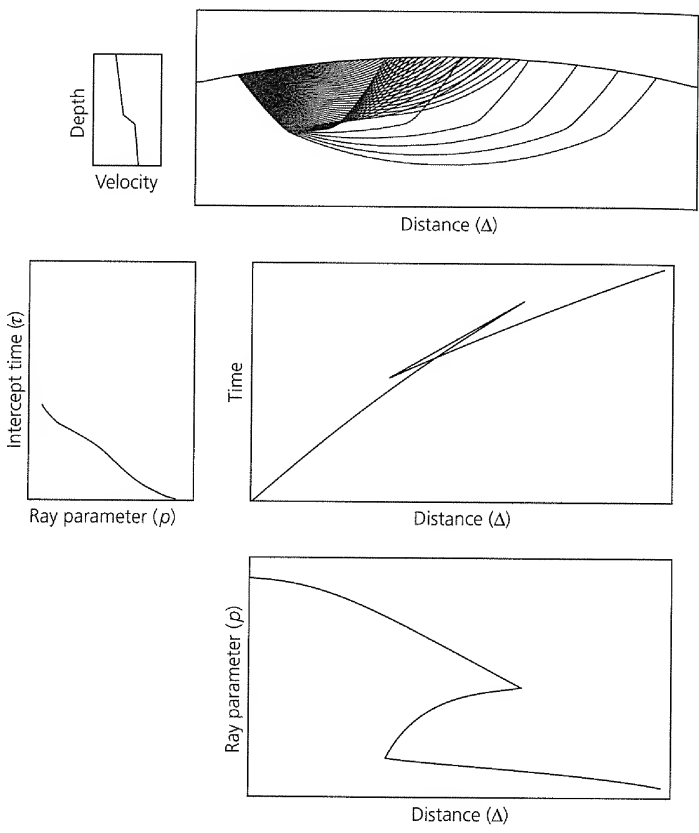 Depth
Velocity
Distance (Δ)
Intercept time (τ)
Ray parameter (p)
Time
Distance (Δ)
Ray parameter (p)
Distance (Δ)